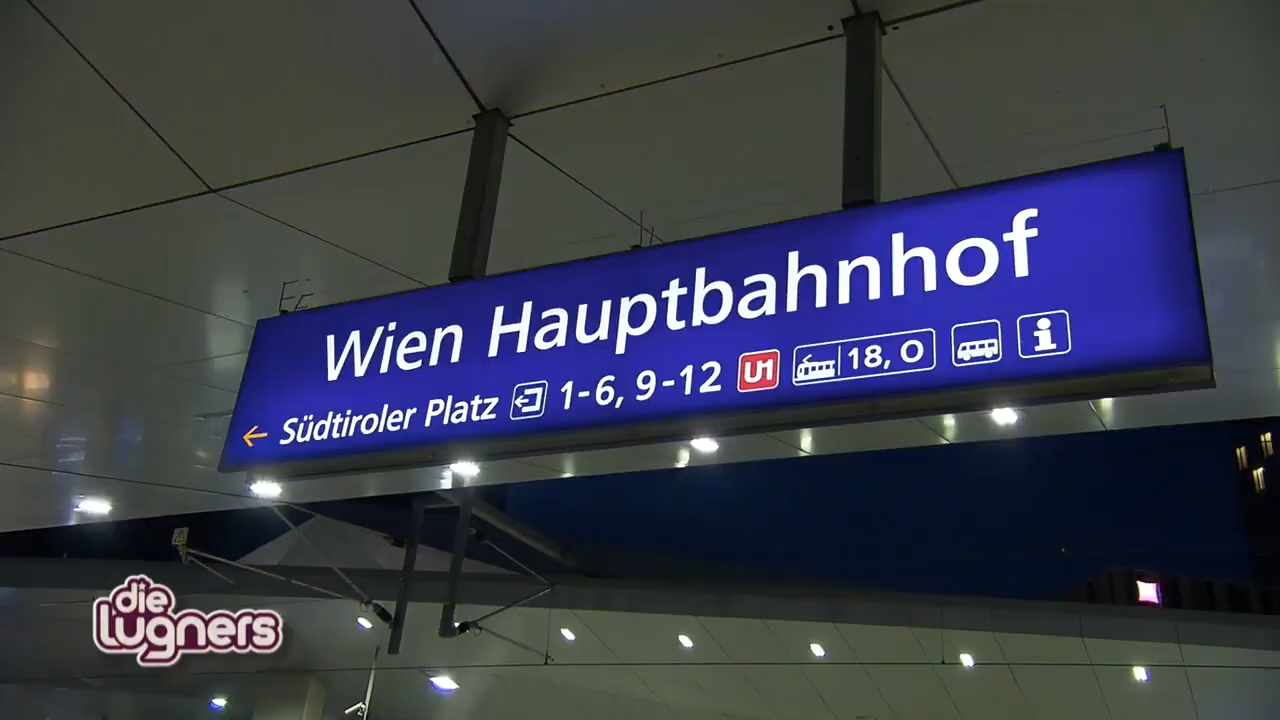 Wien Hauptbahnhof
← Südtiroler Platz 1-6, 9-12 U1 18, O i
die
lugners